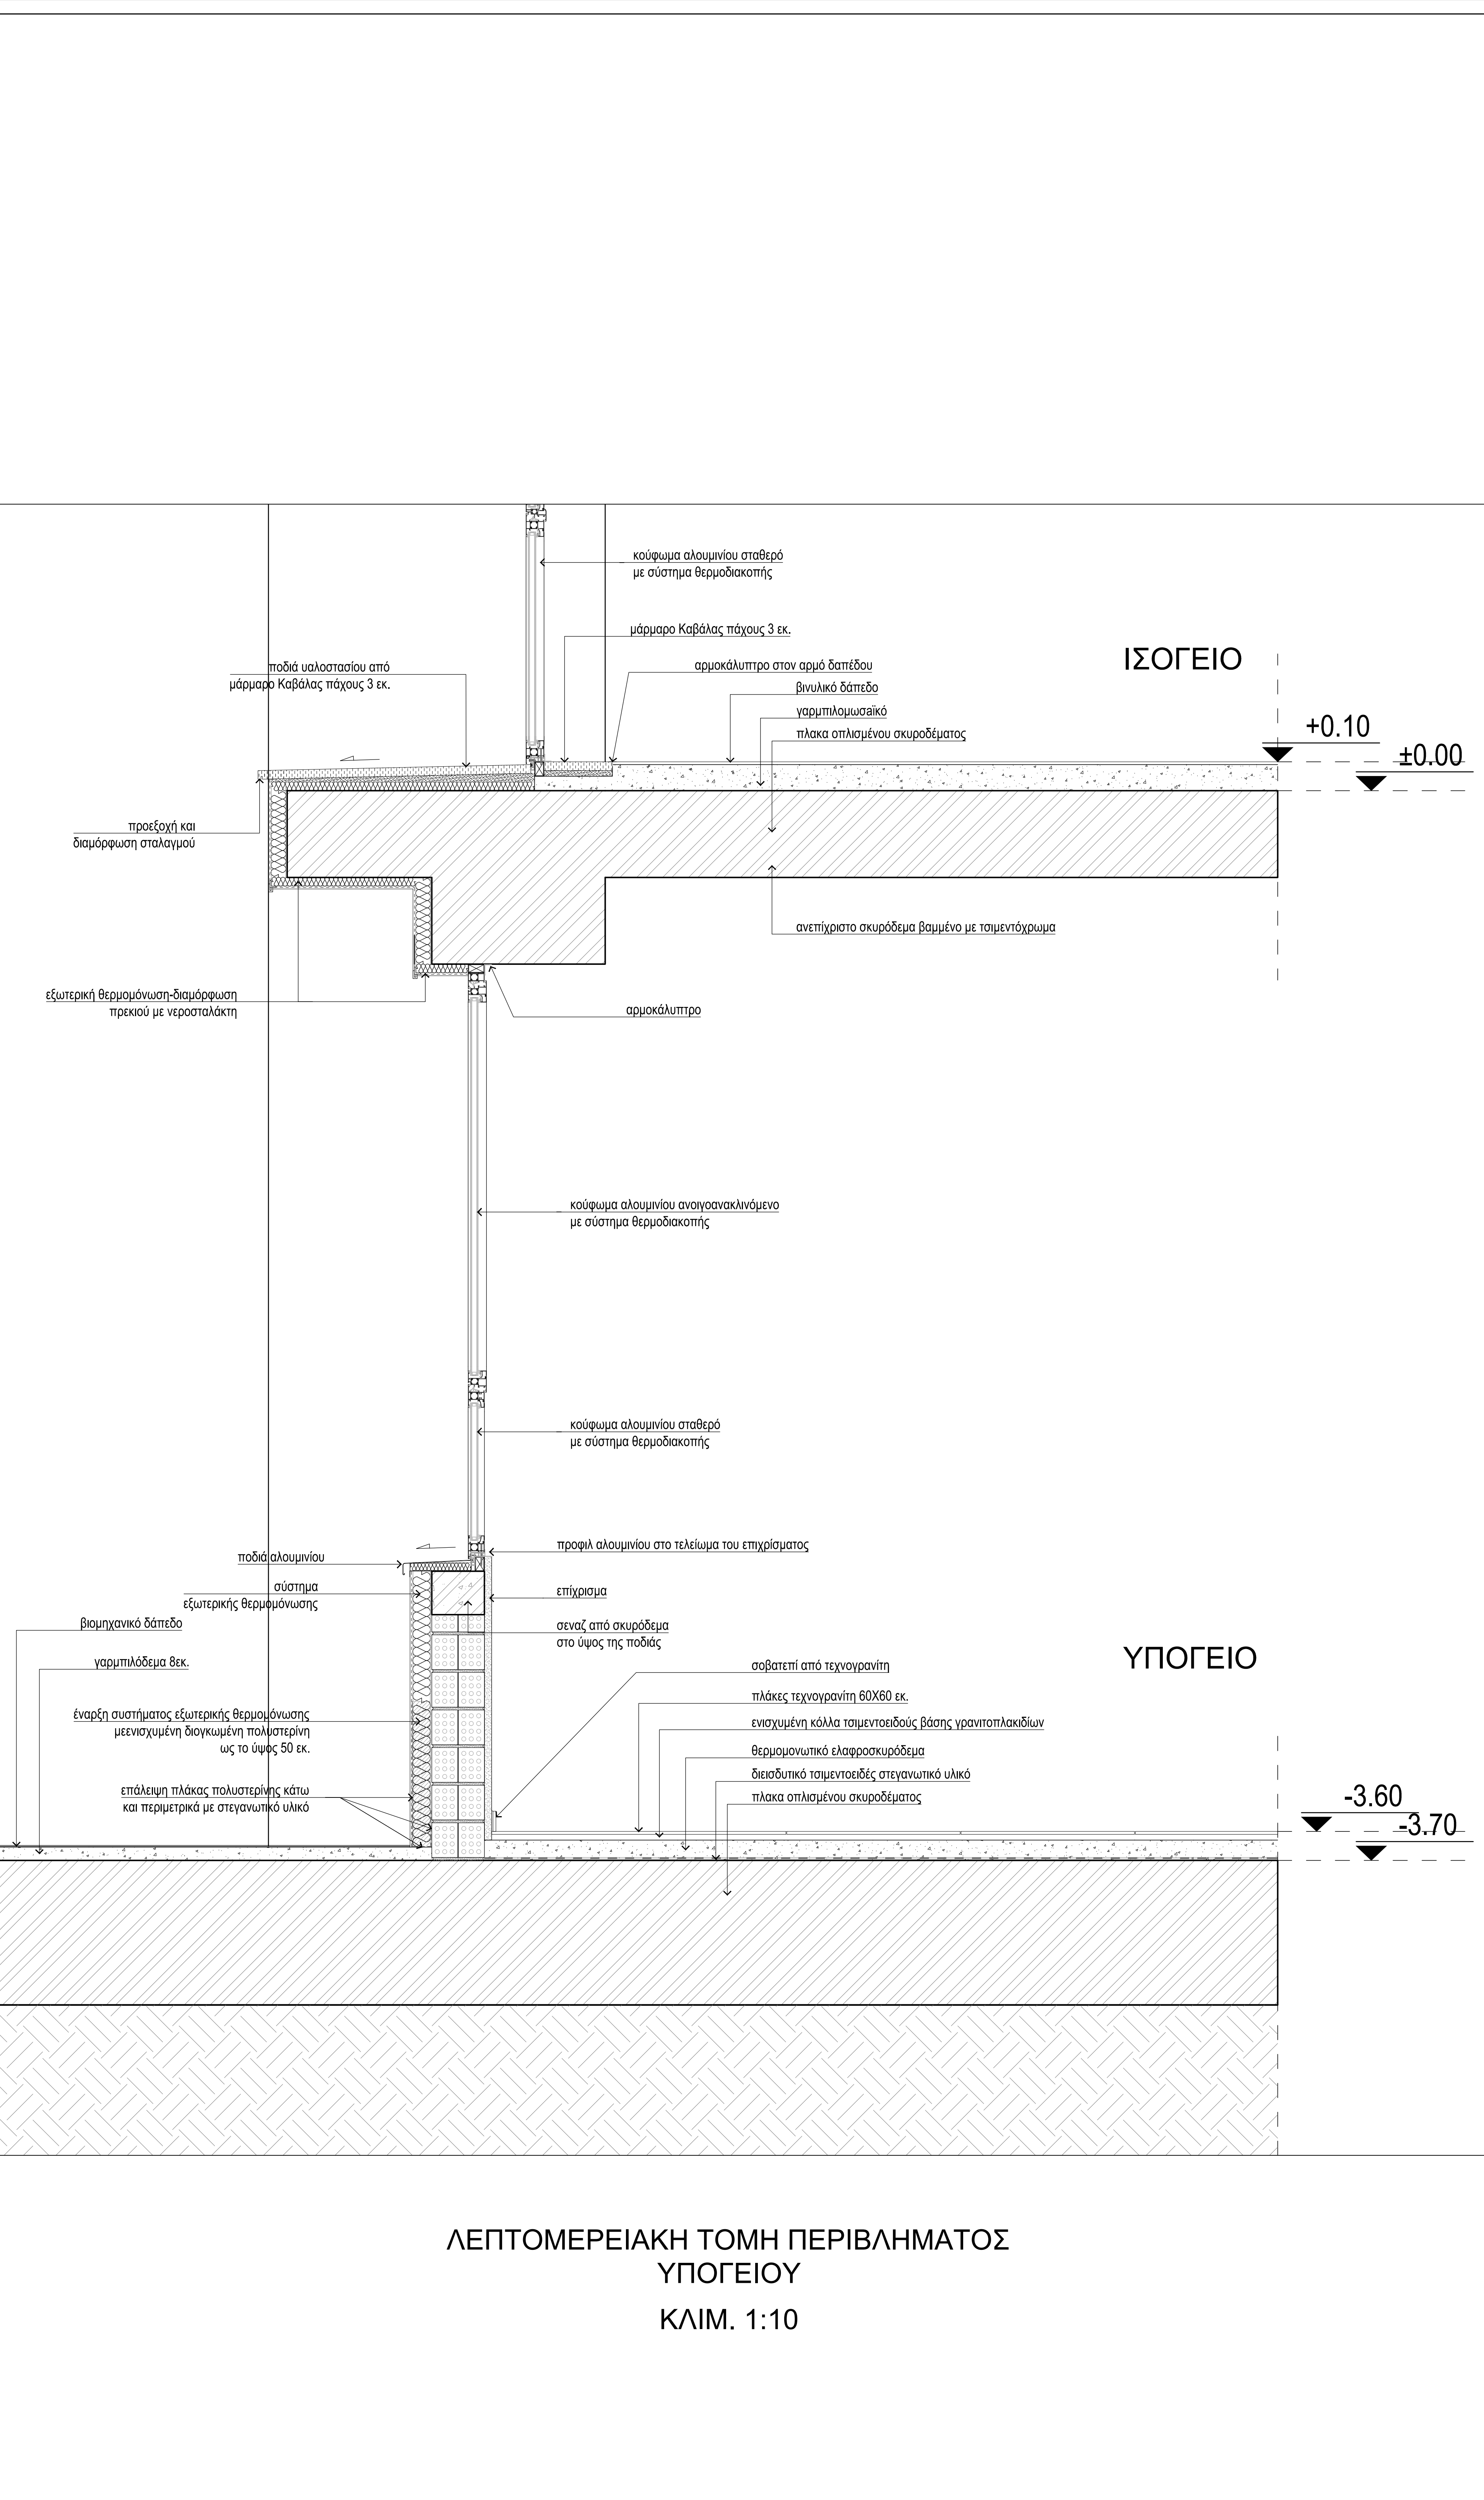 κούφωμα αλουμινίου σταθερό
με σύστημα θερμοδιακοπής
μάρμαρο Καβάλας πάχους 3 εκ.
ΙΣΟΓΕΙΟ
ποδιά υαλοστασίου από
μάρμαρο Καβάλας πάχους 3 εκ.
αρμοκάλυπτρο στον αρμό δαπέδου
βινυλικό δάπεδο
γαρμπιλομωσαϊκό
πλακα οπλισμένου σκυροδέματος
+0.10
±0.00
προεξοχή και
διαμόρφωση σταλαγμού
ανεπίχριστο σκυρόδεμα βαμμένο με τσιμεντόχρωμα
εξωτερική θερμομόνωση-διαμόρφωση
πρεκιού με νεροσταλάκτη
αρμοκάλυπτρο
κούφωμα αλουμινίου ανοιγοανακλινόμενο
με σύστημα θερμοδιακοπής
κούφωμα αλουμινίου σταθερό
με σύστημα θερμοδιακοπής
προφιλ αλουμινίου στο τελείωμα του επιχρίσματος
ποδιά αλουμινίου
σύστημα
εξωτερικής θερμομόνωσης
επίχρισμα
βιομηχανικό δάπεδο
σεναζ από σκυρόδεμα
στο ύψος της ποδιάς
γαρμπιλόδεμα 8εκ.
ΥΠΟΓΕΙΟ
σοβατεπί από τεχνογρανίτη
πλάκες τεχνογρανίτη 60Χ60 εκ.
έναρξη συστήματος εξωτερικής θερμομόνωσης
μεενισχυμένη διογκωμένη πολυστερίνη
ως το ύψος 50 εκ.
ενισχυμένη κόλλα τσιμεντοειδούς βάσης γρανιτοπλακιδίων
θερμομονωτικό ελαφροσκυρόδεμα
διεισδυτικό τσιμεντοειδές στεγανωτικό υλικό
πλακα οπλισμένου σκυροδέματος
επάλειψη πλάκας πολυστερίνης κάτω
και περιμετρικά με στεγανωτικό υλικό
-3.60
-3.70
ΛΕΠΤΟΜΕΡΕΙΑΚΗ ΤΟΜΗ ΠΕΡΙΒΛΗΜΑΤΟΣ
ΥΠΟΓΕΙΟΥ
ΚΛΙΜ. 1:10